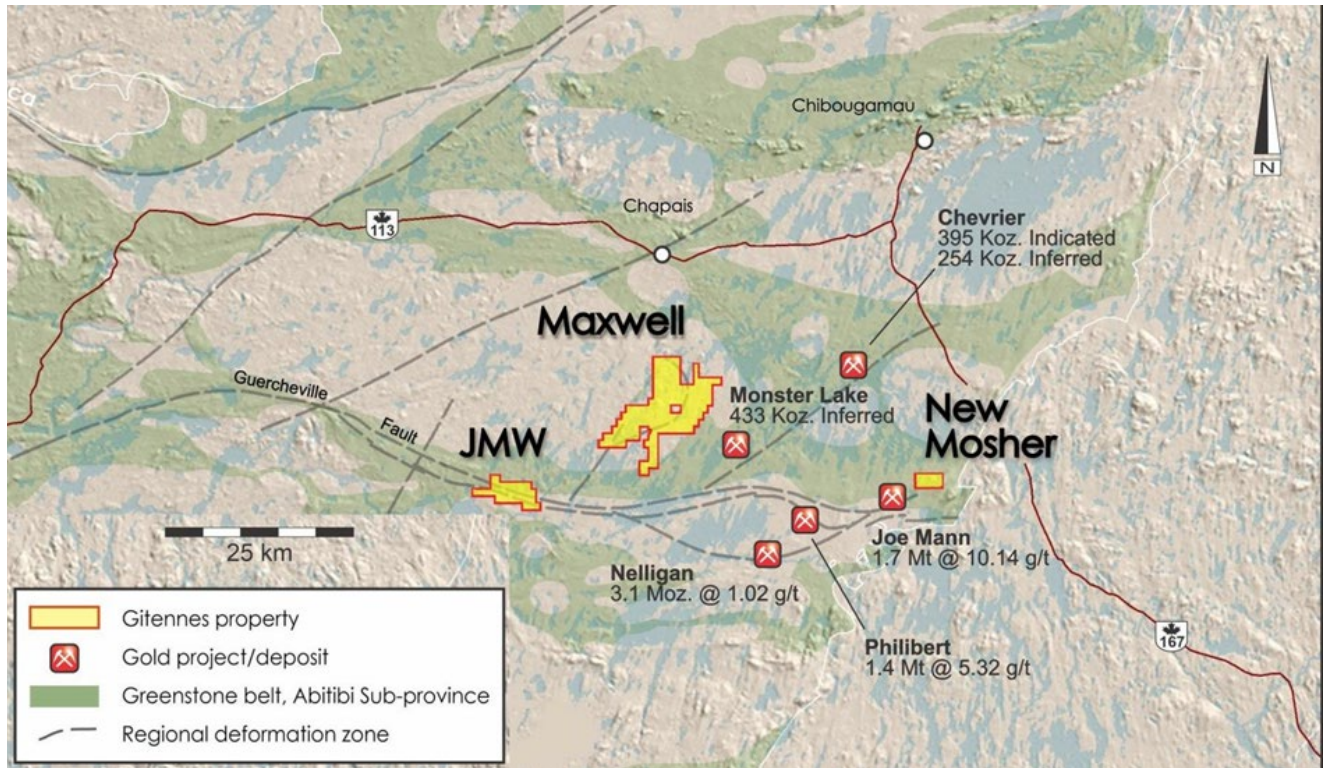 ca
Chibougamau
N
Chapais
113
Chevrier
395 Koz. Indicated
254 Koz. Inferred
Maxwell
Guercheville
Fault
Monster Lake
433 Koz. Inferred
New
Mosher
JMW
25 km
Joe Mann
1.7 Mt @ 10.14 g/t
Nelligan
3.1 Moz. @ 1.02 g/t
Philibert
1.4 Mt @ 5.32 g/t
167
Gitennes property
Gold project/deposit
Greenstone belt, Abitibi Sub-province
Regional deformation zone